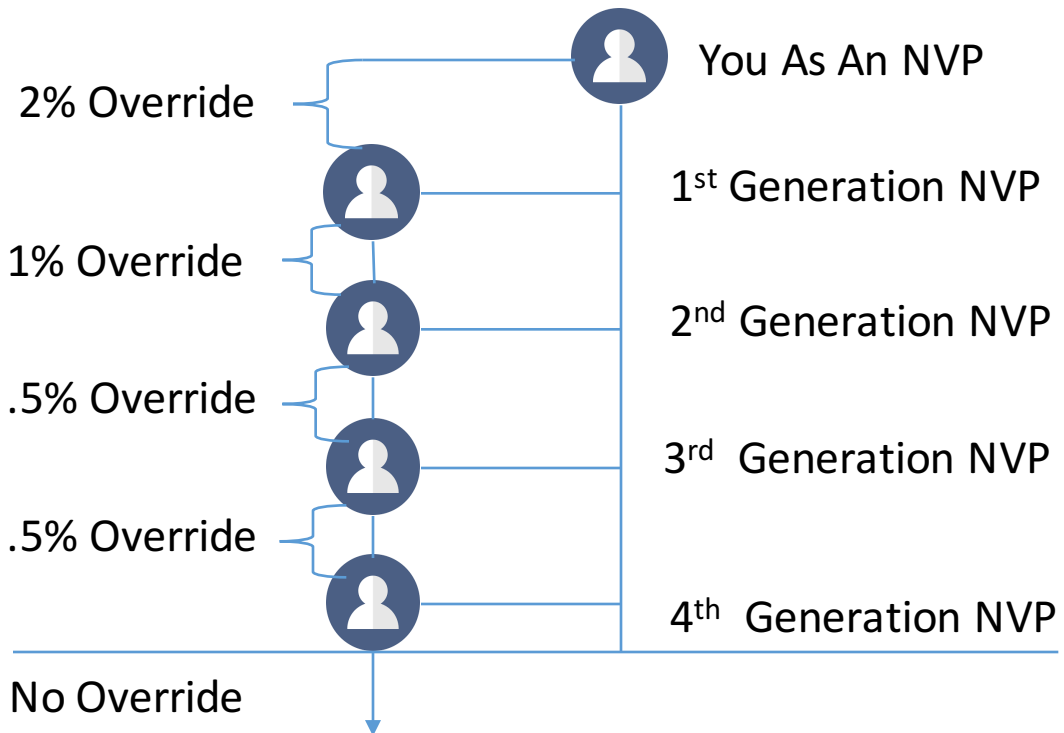 You As An NVP
2% Override
1st Generation NVP
1% Override
2nd Generation NVP
.5% Override
3rd Generation NVP
.5% Override
4th Generation NVP
No Override